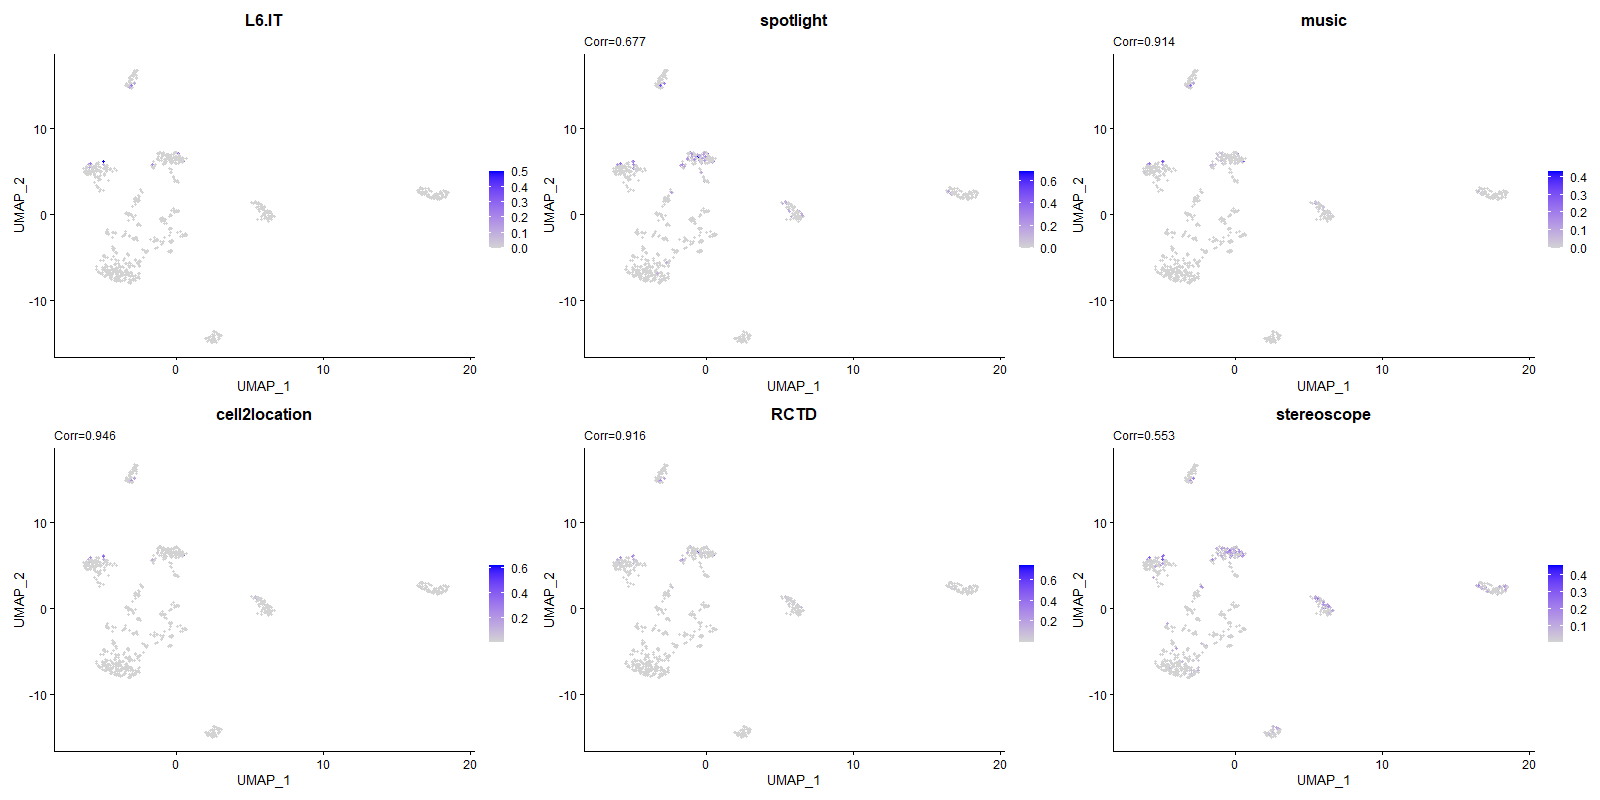 L6.IT
UMAP_2
10
0
-10
0
10
20
UMAP_1
0.5
0.4
0.3
0.2
0.1
0.0
spotlight
Corr=0.677
UMAP_2
10
0
-10
0
10
20
UMAP_1
0.6
0.4
0.2
0.0
music
Corr=0.914
UMAP_2
10
0
-10
0
10
20
UMAP_1
0.4
0.3
0.2
0.1
0.0
cell2location
Corr=0.946
UMAP_2
10
0
-10
0
10
20
UMAP_1
0.6
0.4
0.2
RCTD
Corr=0.916
UMAP_2
10
0
-10
0
10
20
UMAP_1
0.6
0.4
0.2
stereoscope
Corr=0.553
UMAP_2
10
0
-10
0
10
20
UMAP_1
0.4
0.3
0.2
0.1